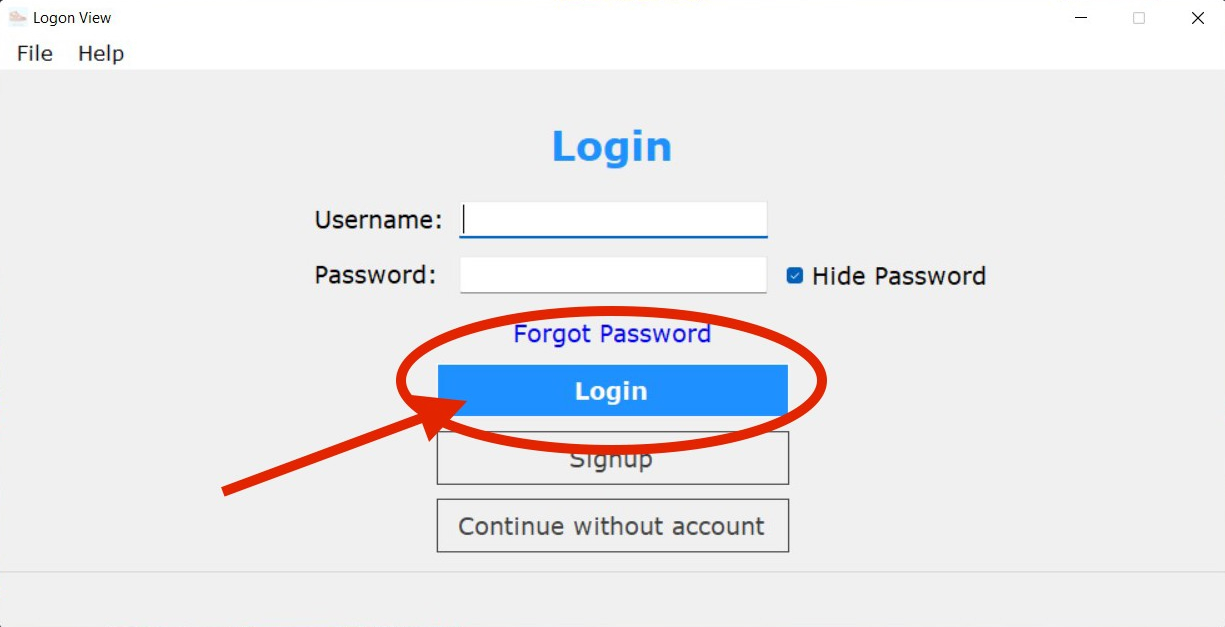 Logon View
File Help
Login
Username:
Password: Hide Password
Forgot Password
Login
Signup
Continue without account